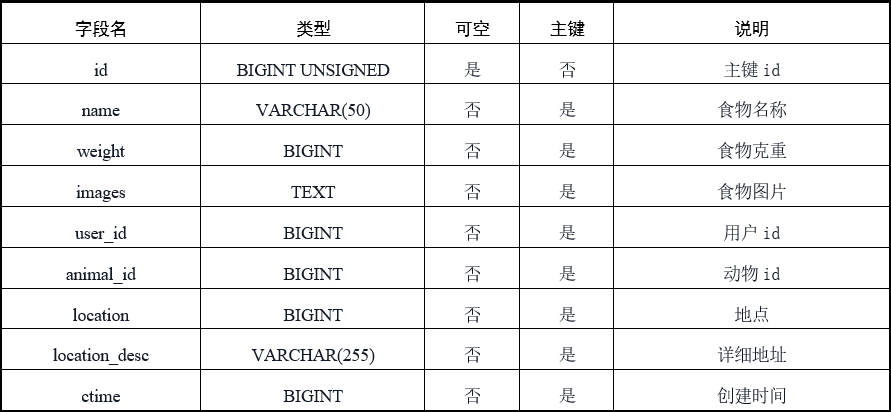 字段名 类型 可空 主键 说明
id BIGINT UNSIGNED 是 否 主键 id
name VARCHAR(50) 否 是 食物名称
weight BIGINT 否 是 食物克重
images TEXT 否 是 食物图片
user_id BIGINT 否 是 用户 id
animal_id BIGINT 否 是 动物 id
location BIGINT 否 是 地点
location_desc VARCHAR(255) 否 是 详细地址
ctime BIGINT 否 是 创建时间